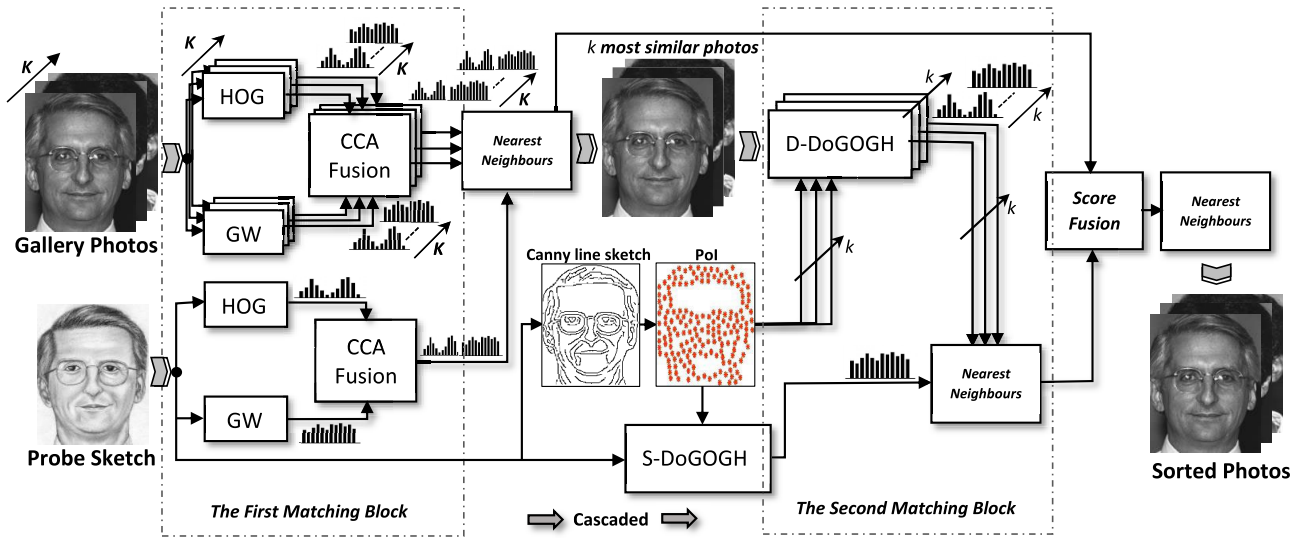 K
Gallery Photos
Probe Sketch
K
HOG
K
GW
K
CCA
Fusion
HOG
GW
CCA
Fusion
The First Matching Block
K
Nearest
Neighbours
k most similar photos
Canny line sketch
PoI
k
S-DoGOGH
Cascaded
k
D-DoGOGH
k
k
Nearest
Neighbours
The Second Matching Block
Score
Fusion
Nearest
Neighbours
Sorted Photos